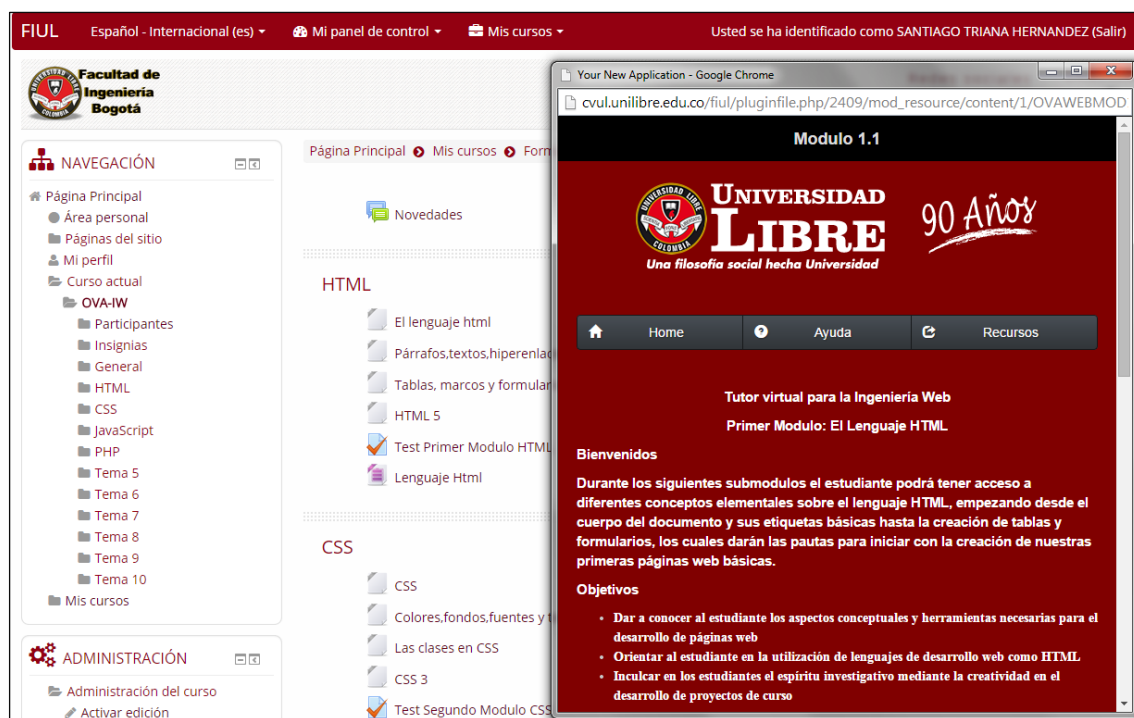 FIUL Español - Internacional (es) Mi panel de control Mis cursos Usted se ha identificado como SANTIAGO TRIANA HERNANDEZ (Salir)
Facultad de
Ingeniería
Bogotá
NAVEGACIÓN
Página Principal
Área personal
Páginas del sitio
Mi perfil
Curso actual
OVA-IW
Participantes
Insignias
General
HTML
CSS
JavaScript
PHP
Tema 5
Tema 6
Tema 7
Tema 8
Tema 9
Tema 10
Mis cursos
ADMINISTRACIÓN
Administración del curso
Activar edición
Página Principal Mis cursos Form
Novedades
HTML
El lenguaje html
Párrafos,textos,hiperenlac
Tablas, marcos y formular
HTML 5
Test Primer Modulo HTML
Lenguaje Html
CSS
CSS
Colores,fondos,fuentes y t
Las clases en CSS
CSS 3
Test Segundo Modulo CSS
Your New Application - Google Chrome
cvul.unilibre.edu.co/fiul/pluginfile.php/2409/mod_resource/content/1/OVAWEBMOD
Modulo 1.1
UNIVERSIDAD
LIBRE
Una filosofía social hecha Universidad
90 Años
COLOMBIA
Home Ayuda Recursos
Tutor virtual para la Ingeniería Web
Primer Modulo: El Lenguaje HTML
Bienvenidos
Durante los siguientes submodulos el estudiante podrá tener acceso a
diferentes conceptos elementales sobre el lenguaje HTML, empezando desde el
cuerpo del documento y sus etiquetas básicas hasta la creación de tablas y
formularios, los cuales darán las pautas para iniciar con la creación de nuestras
primeras páginas web básicas.
Objetivos
Dar a conocer al estudiante los aspectos conceptuales y herramientas necesarias para el
desarrollo de páginas web
Orientar al estudiante en la utilización de lenguajes de desarrollo web como HTML
Inculcar en los estudiantes el espíritu investigativo mediante la creatividad en el
desarrollo de proyectos de curso